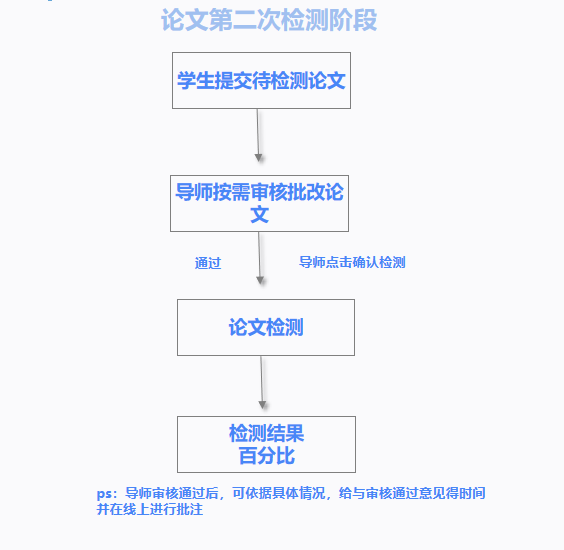 论文第二次检测阶段
学生提交待检测论文
导师按需审核批改论
文
通过 导师点击确认检测
论文检测
检测结果
百分比
ps：导师审核通过后，可依据具体情况，给与审核通过意见得时间
并在线上进行批注